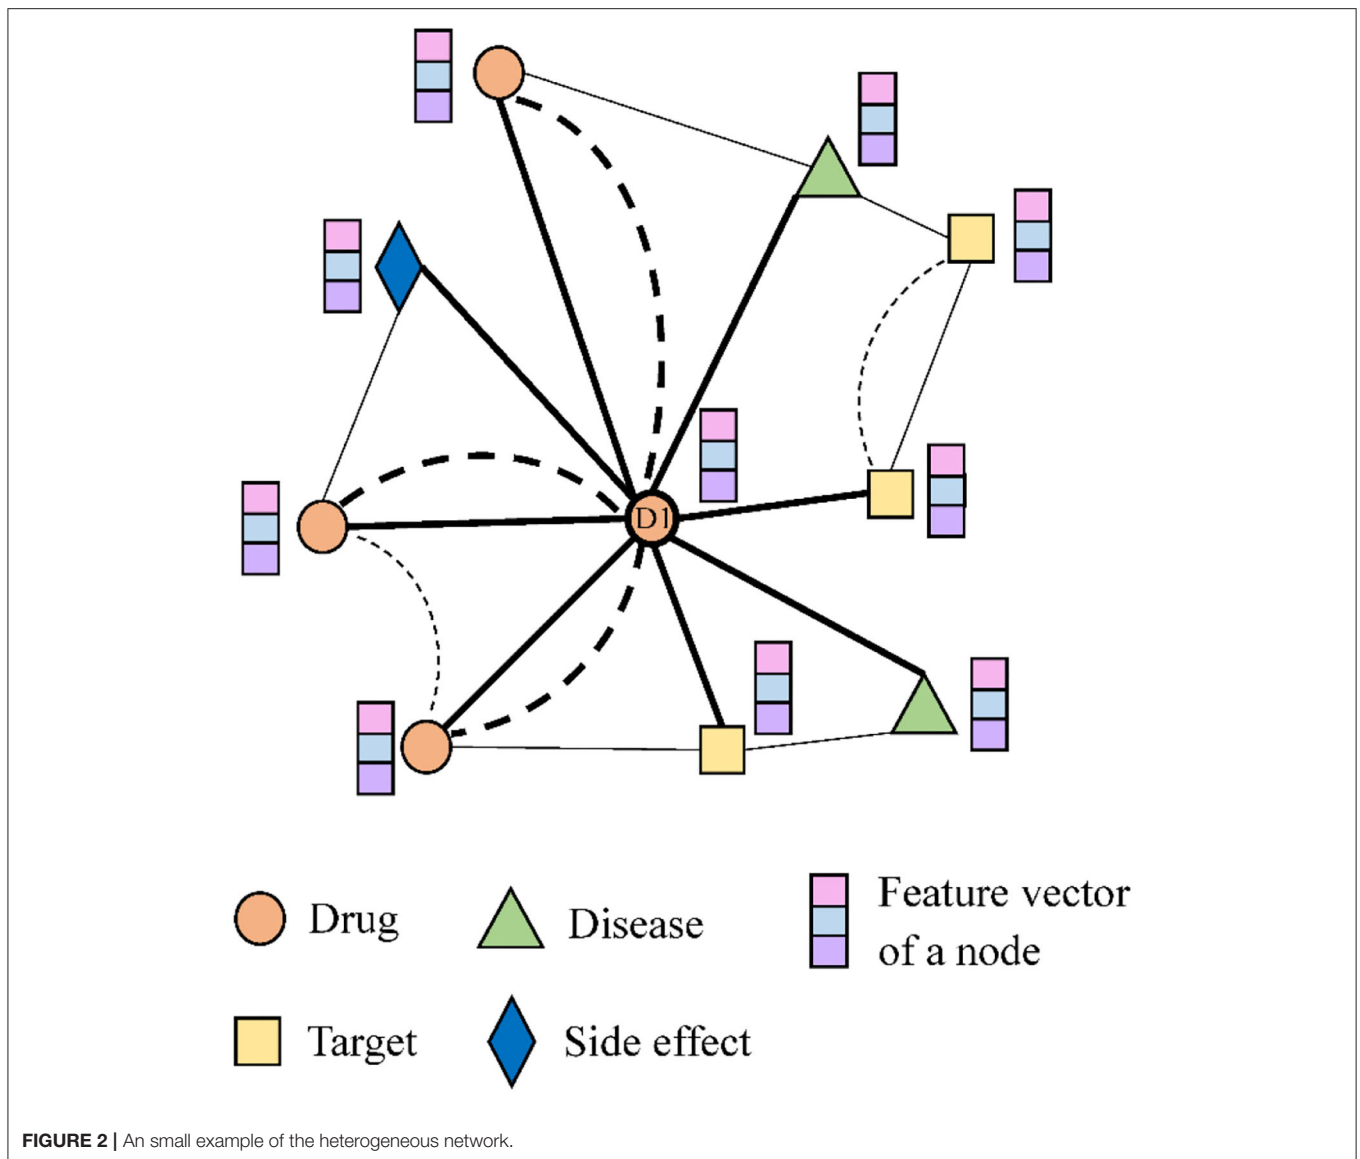 D1
Drug
Disease
Feature vector
of a node
Target
Side effect
FIGURE 2 | An small example of the heterogeneous network.